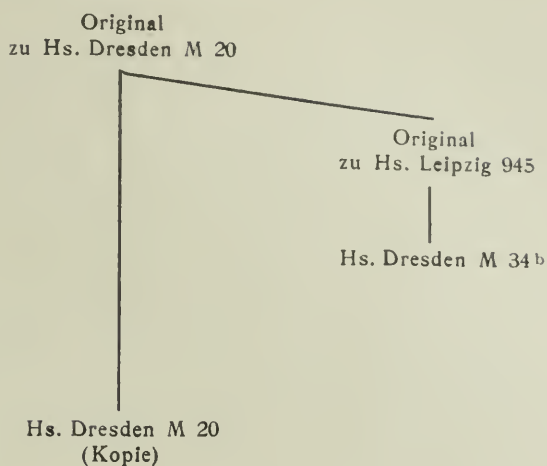 Original
zu Hs. Dresden M 20
Original
zu Hs. Leipzig 945
Hs. Dresden M 34 b
Hs. Dresden M 20
(Kopie)